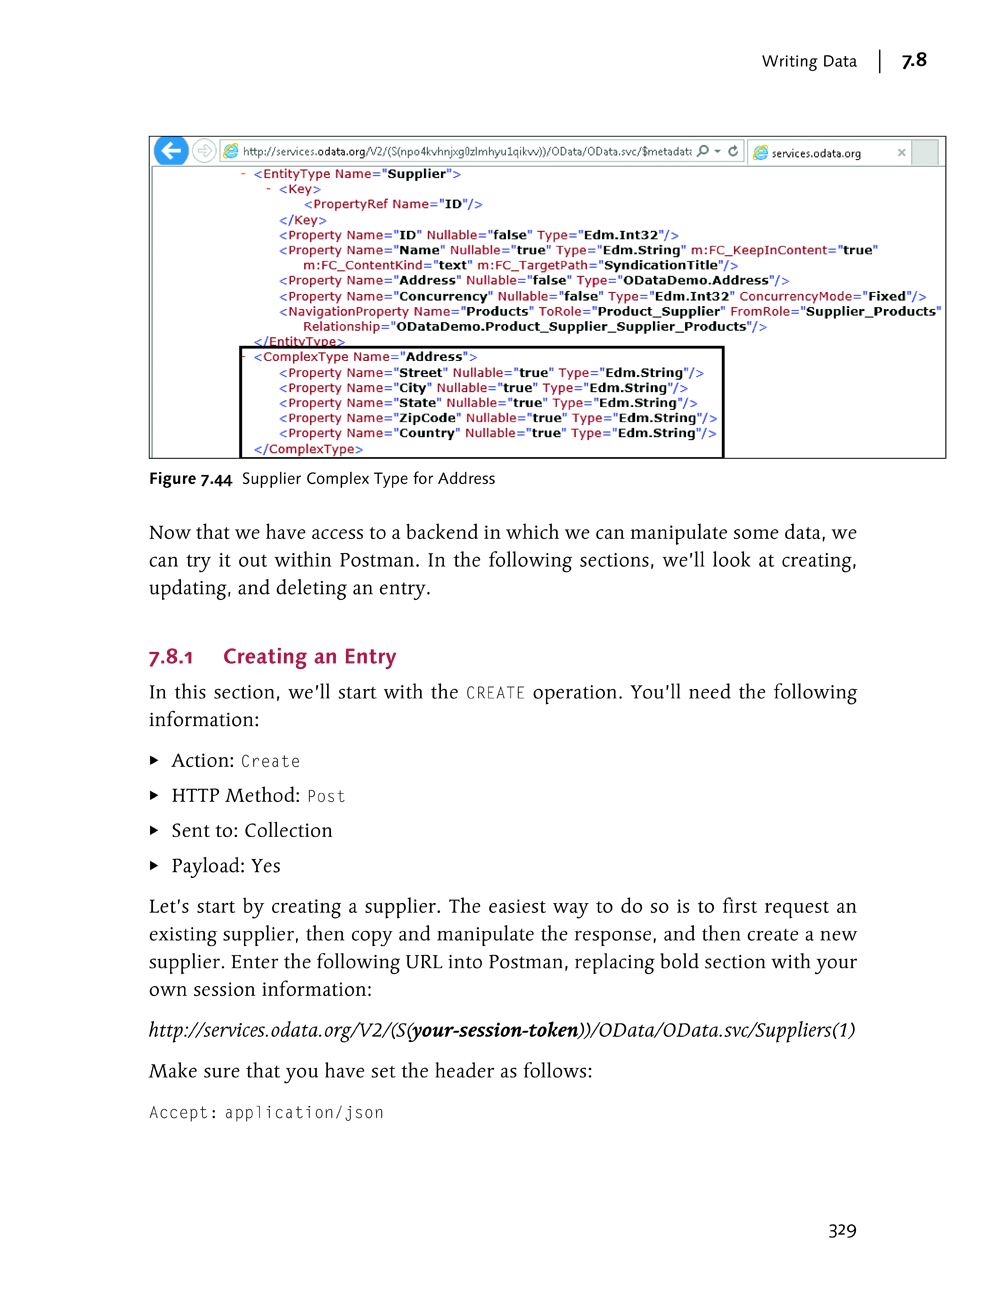 Writing Data | 7.8
http://services.odata.org/V2/(S(npo4kvhnjxg0zlmhyu1qikvv))/OData/OData.svc/$metadata
services.odata.org ×
- <EntityType Name="Supplier">
- <Key>
<PropertyRef Name="ID"/>
</Key>
<Property Name="ID" Nullable="false" Type="Edm.Int32"/>
<Property Name="Name" Nullable="true" Type="Edm.String" m:FC_KeepInContent="true"
m:FC_ContentKind="text" m:FC_TargetPath="SyndicationTitle"/>
<Property Name="Address" Nullable="false" Type="ODataDemo.Address"/>
<Property Name="Concurrency" Nullable="false" Type="Edm.Int32" ConcurrencyMode="Fixed"/>
<NavigationProperty Name="Products" ToRole="Product_Supplier" FromRole="Supplier_Products"
Relationship="ODataDemo.Product_Supplier_Supplier_Products"/>
</EntityType>
- <ComplexType Name="Address">
<Property Name="Street" Nullable="true" Type="Edm.String"/>
<Property Name="City" Nullable="true" Type="Edm.String"/>
<Property Name="State" Nullable="true" Type="Edm.String"/>
<Property Name="ZipCode" Nullable="true" Type="Edm.String"/>
<Property Name="Country" Nullable="true" Type="Edm.String"/>
</ComplexType>
Figure 7.44 Supplier Complex Type for Address
Now that we have access to a backend in which we can manipulate some data, we
can try it out within Postman. In the following sections, we'll look at creating,
updating, and deleting an entry.
7.8.1 Creating an Entry
In this section, we'll start with the CREATE operation. You'll need the following
information:
▶ Action: Create
▶ HTTP Method: Post
▶ Sent to: Collection
▶ Payload: Yes
Let's start by creating a supplier. The easiest way to do so is to first request an
existing supplier, then copy and manipulate the response, and then create a new
supplier. Enter the following URL into Postman, replacing bold section with your
own session information:
http://services.odata.org/V2/(S(your-session-token))/OData/OData.svc/Suppliers(1)
Make sure that you have set the header as follows:
Accept: application/json
329